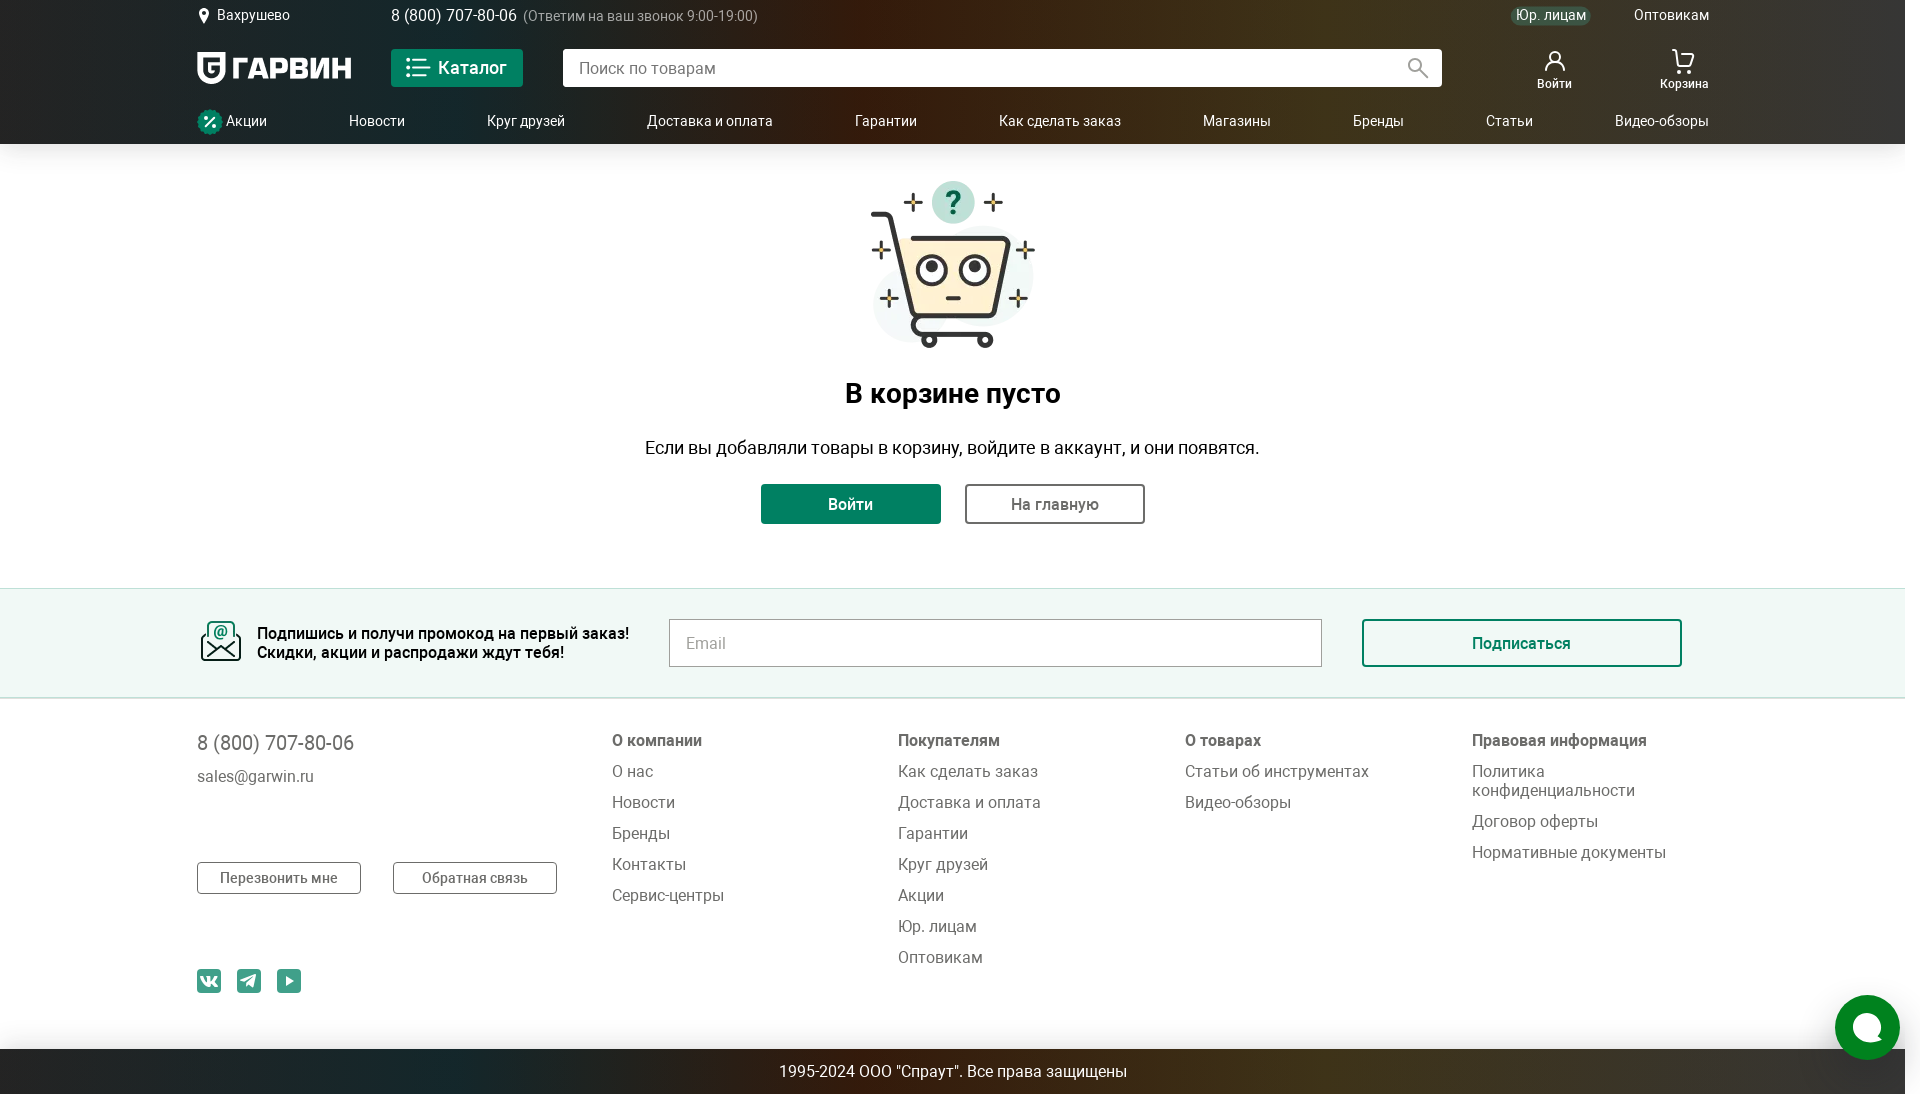 Вахрушево
8 (800) 707-80-06 (Ответим на ваш звонок 9:00-19:00)
Юр. лицам
Оптовикам
ГАРВИН
Каталог
Поиск по товарам
Войти
Корзина
Акции
Новости
Круг друзей
Доставка и оплата
Гарантии
Как сделать заказ
Магазины
Бренды
Статьи
Видео-обзоры
?
В корзине пусто
Если вы добавляли товары в корзину, войдите в аккаунт, и они появятся.
Войти
На главную
@
Подпишись и получи промокод на первый заказ!
Скидки, акции и распродажи ждут тебя!
Email
Подписаться
8 (800) 707-80-06
sales@garwin.ru
Перезвонить мне
Обратная связь
О компании
О нас
Новости
Бренды
Контакты
Сервис-центры
Покупателям
Как сделать заказ
Доставка и оплата
Гарантии
Круг друзей
Акции
Юр. лицам
Оптовикам
О товарах
Статьи об инструментах
Видео-обзоры
Правовая информация
Политика
конфиденциальности
Договор оферты
Нормативные документы
1995-2024 ООО "Спраут". Все права защищены